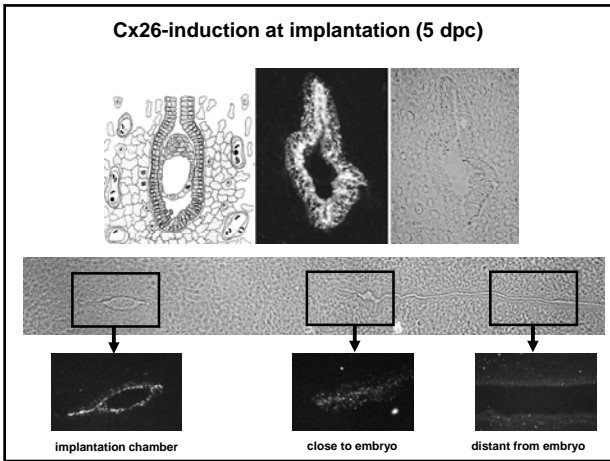 Cx26-induction at implantation (5 dpc)
implantation chamber
close to embryo
distant from embryo